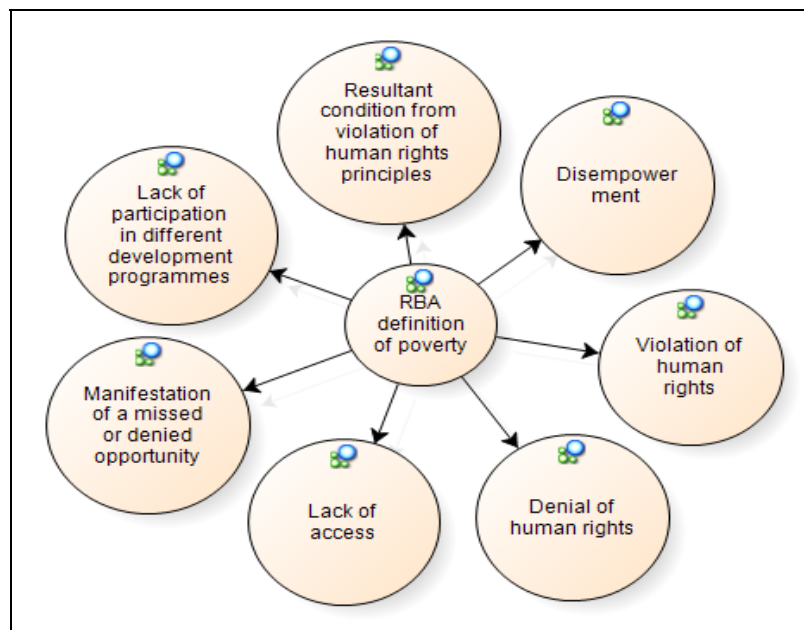 Resultant
condition from
violation of
human rights
principles
Disempower
ment
Lack of
participation
in different
development
programmes
RBA
definition
of poverty
Violation of
human
rights
Manifestation
of a missed
or denied
opportunity
Lack of
access
Denial of
human rights